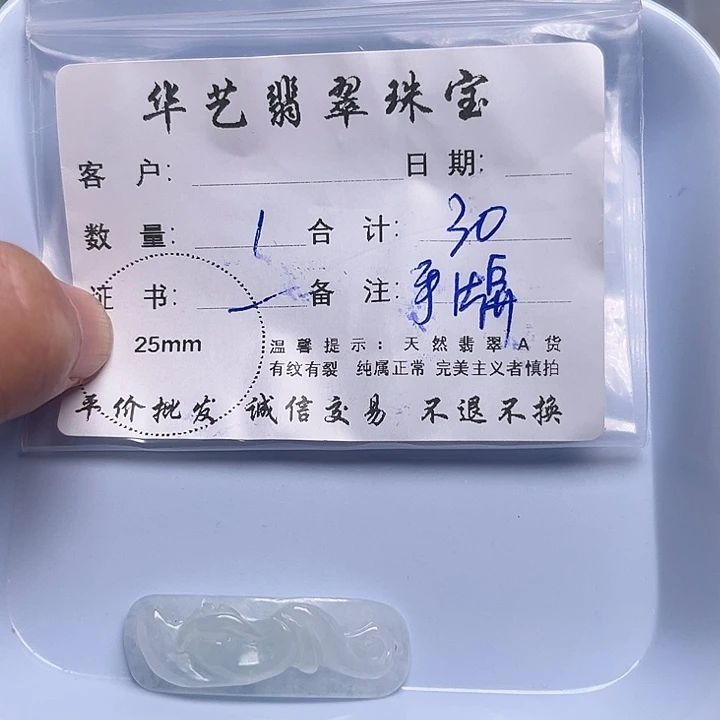 华艺翡翠珠宝
客 户: 日 期:
数 量: 1 合 计: 30
证 书: 一 备 注:
25mm
温馨提示：天然翡翠A货
有纹有裂 纯属正常 完美主义者慎拍
平价批发 诚信交易 不退不换